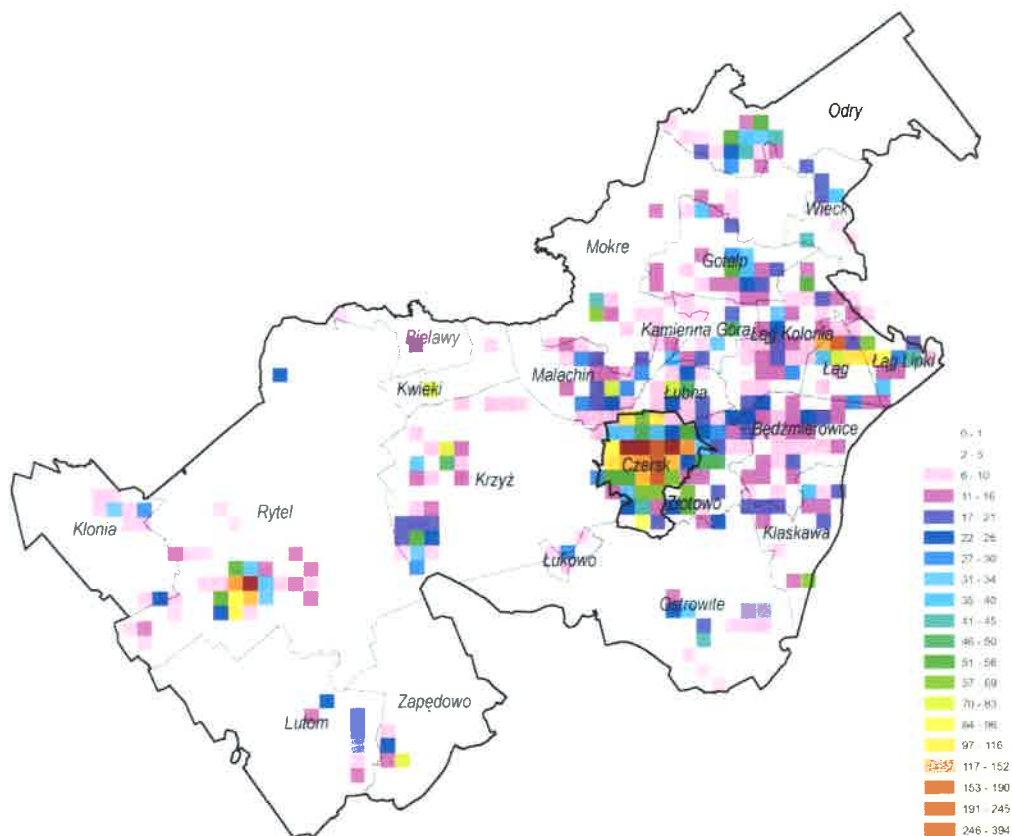 Odry
Wieck
Mokre
Gotelp
Kamienna Góra
Łąg Kolonia
Bielawy
Malachin
Łąg
Łąg Lipki
Kwieki
Łubna
Będźmierowice
Czersk
Krzyż
Złotowo
Rytel
Klonia
Klaskawa
Łukowo
Ostrowite
Zapędowo
Lutom
0 - 1
2 - 5
6 - 10
11 - 16
17 - 21
22 - 26
27 - 30
31 - 34
35 - 40
41 - 45
46 - 50
51 - 56
57 - 69
70 - 83
84 - 96
97 - 116
117 - 152
153 - 190
191 - 245
246 - 394